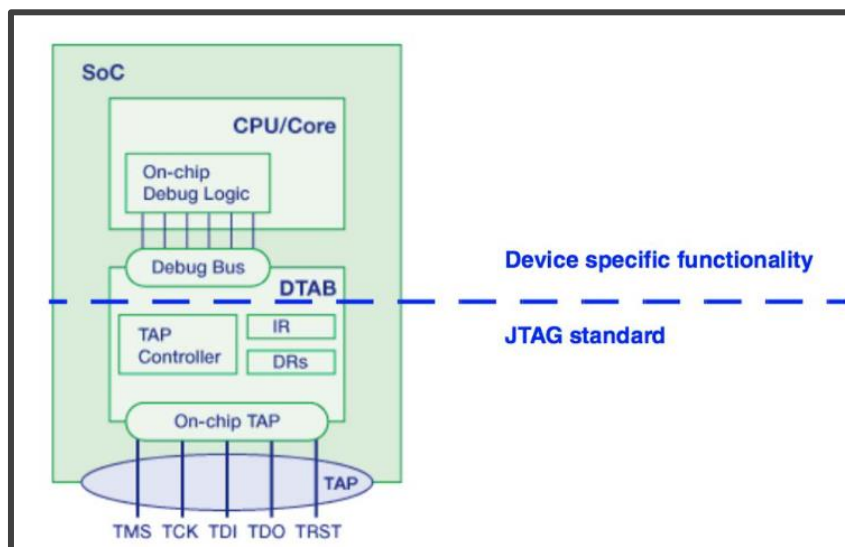 SoC
CPU/Core
On-chip
Debug Logic
Debug Bus
Device specific functionality
DTAB
JTAG standard
TAP
Controller
IR
DRs
On-chip TAP
TAP
TMS TCK TDI TDO TRST